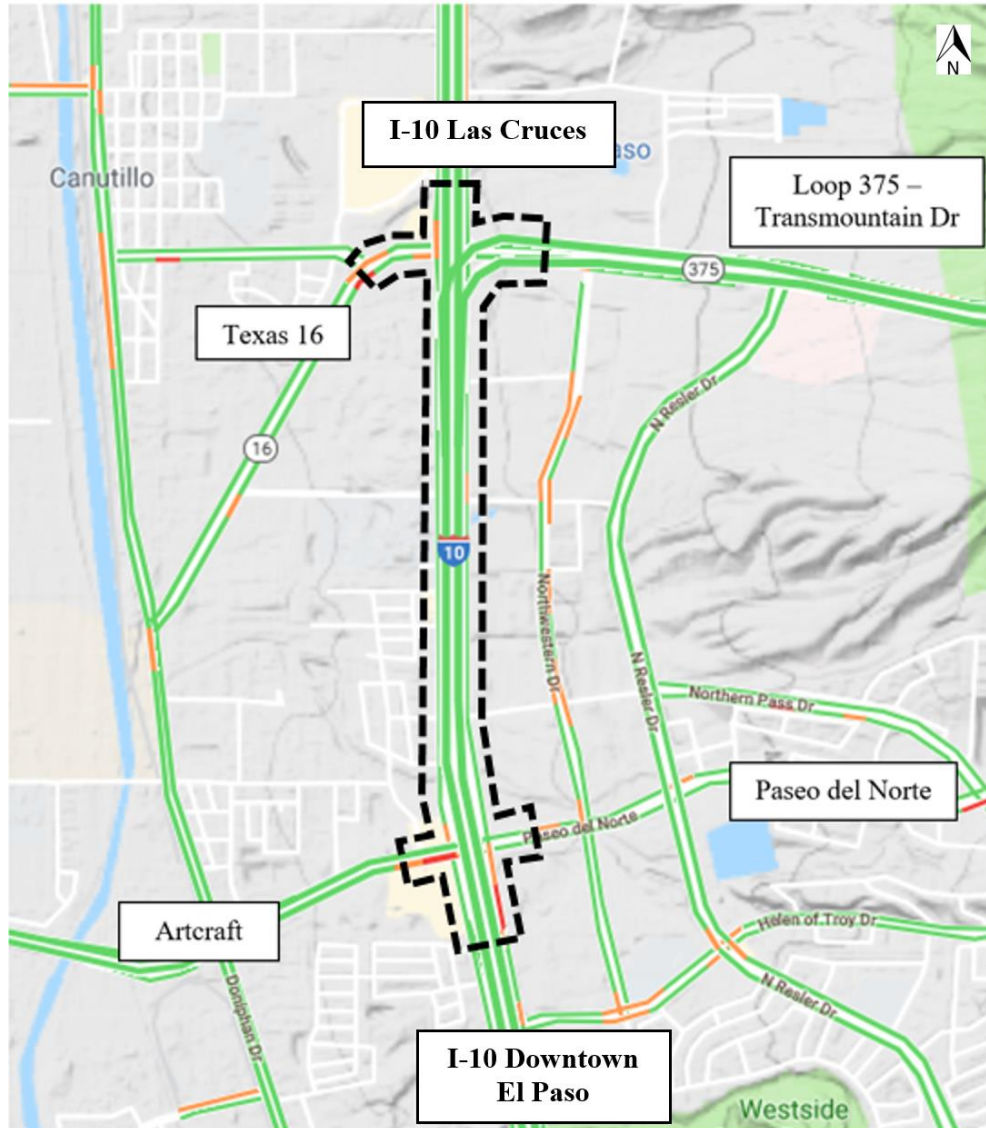 N
I-10 Las Cruces
aso
Canutillo
Loop 375 –
Transmountain Dr
375
Texas 16
N Resler Dr
16
10
Northwestern Dr
N Resler Dr
Northern Pass Dr
Paseo del Norte
Paseo del Norte
Artcraft
Helen of Troy Dr
N Resler Dr
Doniphan Dr
I-10 Downtown
El Paso
Westside